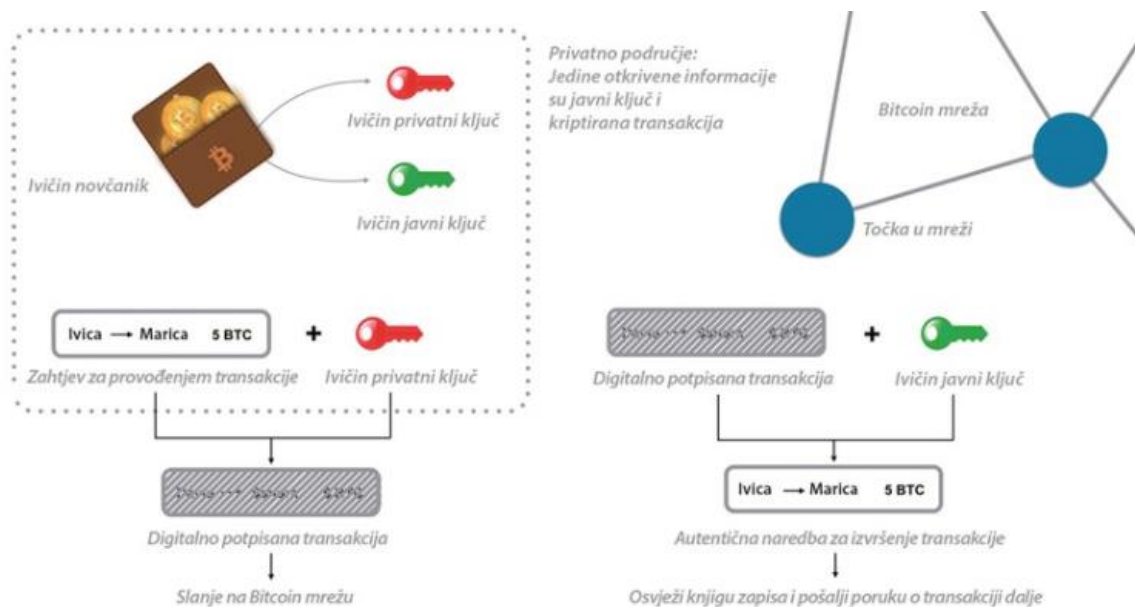 Ivičin novčanik
Ivičin privatni ključ
Ivičin javni ključ
Ivica → Marica 5 BTC
+
Zahtjev za provođenjem transakcije
Ivičin privatni ključ
Digitalno potpisana transakcija
Slanje na Bitcoin mrežu
Privatno područje:
Jedine otkrivene informacije
su javni ključ i
kriptirana transakcija
Bitcoin mreža
Točka u mreži
+
Digitalno potpisana transakcija
Ivičin javni ključ
Ivica → Marica 5 BTC
Autentična naredba za izvršenje transakcije
Osvježi knjigu zapisa i pošalji poruku o transakciji dalje